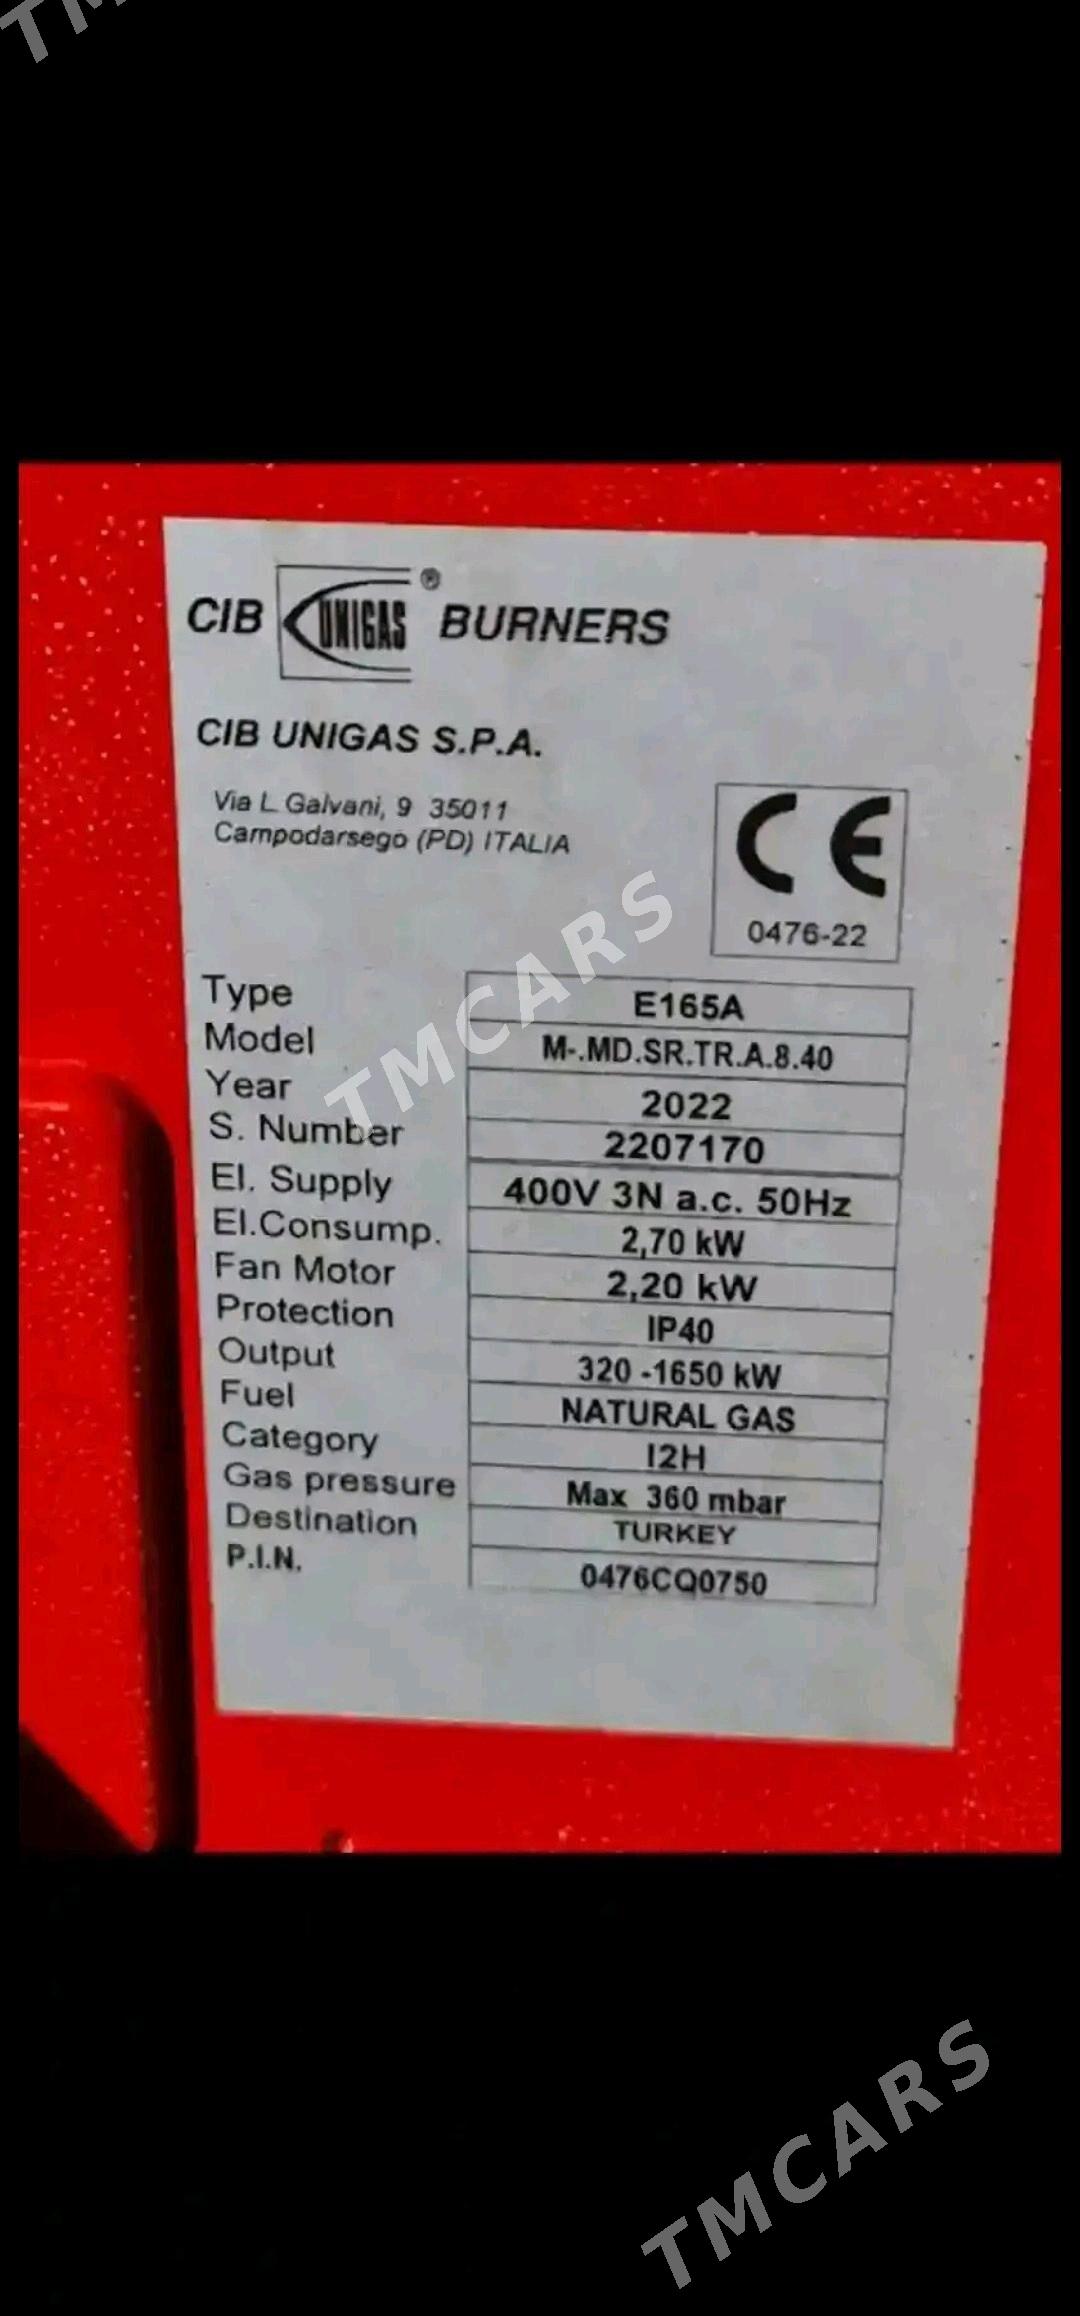 TM
CIB UNIGAS ® BURNERS
CIB UNIGAS S.P.A.
Via L Galvani, 9 35011
Campodarsego (PD) ITALIA
CE
0476-22
TMCARS
Type E165A
Model M-.MD.SR.TR.A.8.40
Year 2022
S. Number 2207170
El. Supply 400V 3N a.c. 50Hz
El.Consump. 2,70 kW
Fan Motor 2,20 kW
Protection IP40
Output 320 -1650 kW
Fuel NATURAL GAS
Category I2H
Gas pressure Max 360 mbar
Destination TURKEY
P.I.N. 0476CQ0750
TMCARS